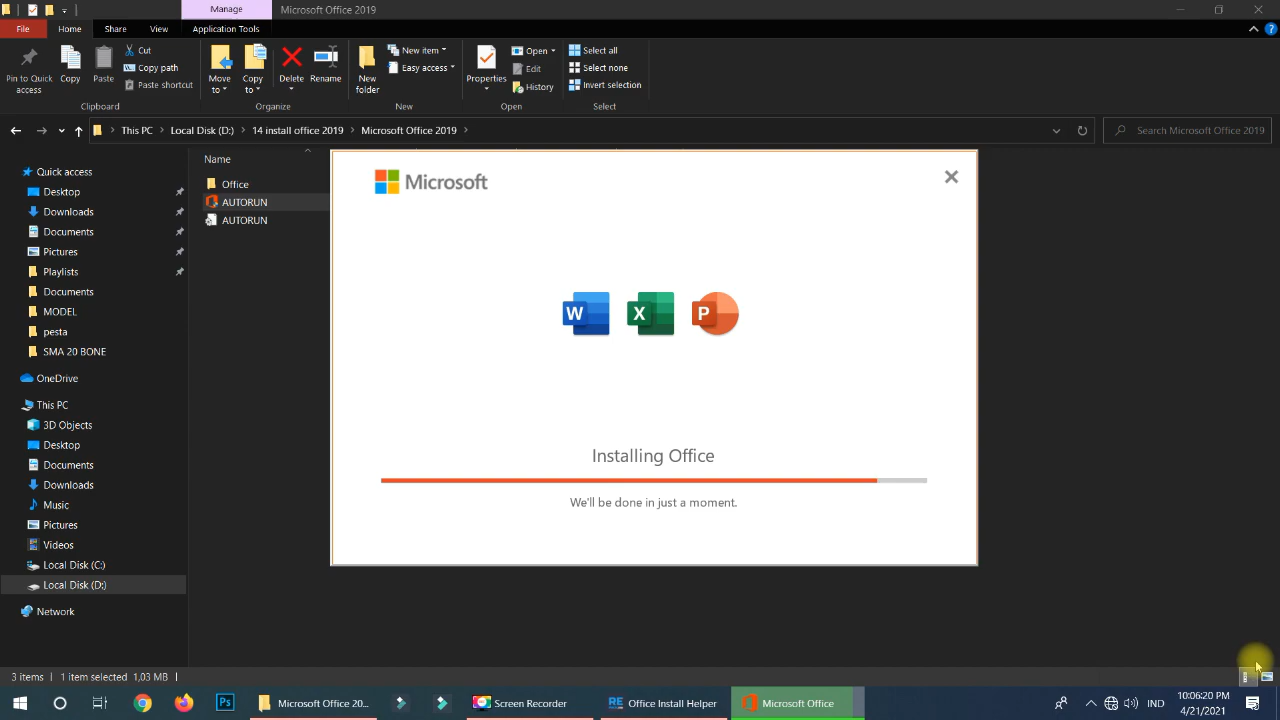 Manage
Microsoft Office 2019
File
Home
Share
View
Application Tools
Pin to Quick access
Copy
Paste
Cut
Copy path
Paste shortcut
Clipboard
Move to
Copy to
Delete
Rename
Organize
New folder
New item
Easy access
New
Properties
Open
Edit
History
Open
Select all
Select none
Invert selection
Select
This PC
Local Disk (D:)
14 install office 2019
Microsoft Office 2019
Search Microsoft Office 2019
Quick access
Desktop
Downloads
Documents
Pictures
Playlists
Documents
MODEL
pesta
SMA 20 BONE
OneDrive
This PC
3D Objects
Desktop
Documents
Downloads
Music
Pictures
Videos
Local Disk (C:)
Local Disk (D:)
Network
Name
Office
AUTORUN
AUTORUN
Microsoft
W
X
P
Installing Office
We'll be done in just a moment.
3 items
1 item selected 1,03 MB
Ps
Microsoft Office 20...
Screen Recorder
RE
Office Install Helper
Microsoft Office
IND
10:06:20 PM
4/21/2021